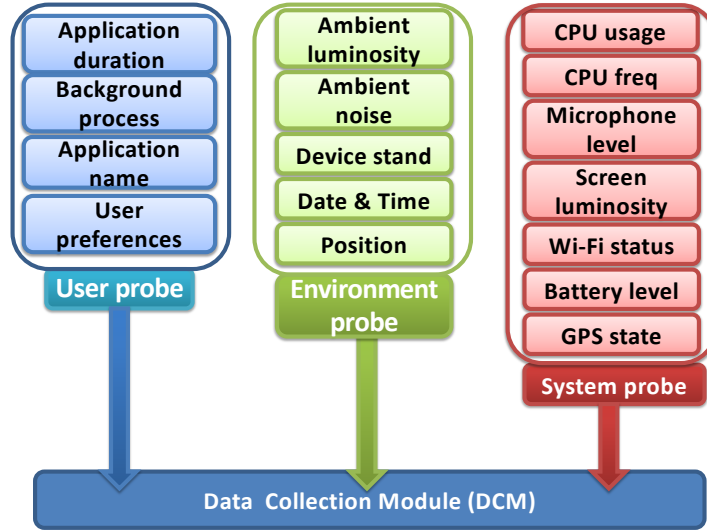 Application
duration
Background
process
Application
name
User
preferences
User probe
Ambient
luminosity
Ambient
noise
Device stand
Date & Time
Position
Environment
probe
CPU usage
CPU freq
Microphone
level
Screen
luminosity
Wi-Fi status
Battery level
GPS state
System probe
Data Collection Module (DCM)